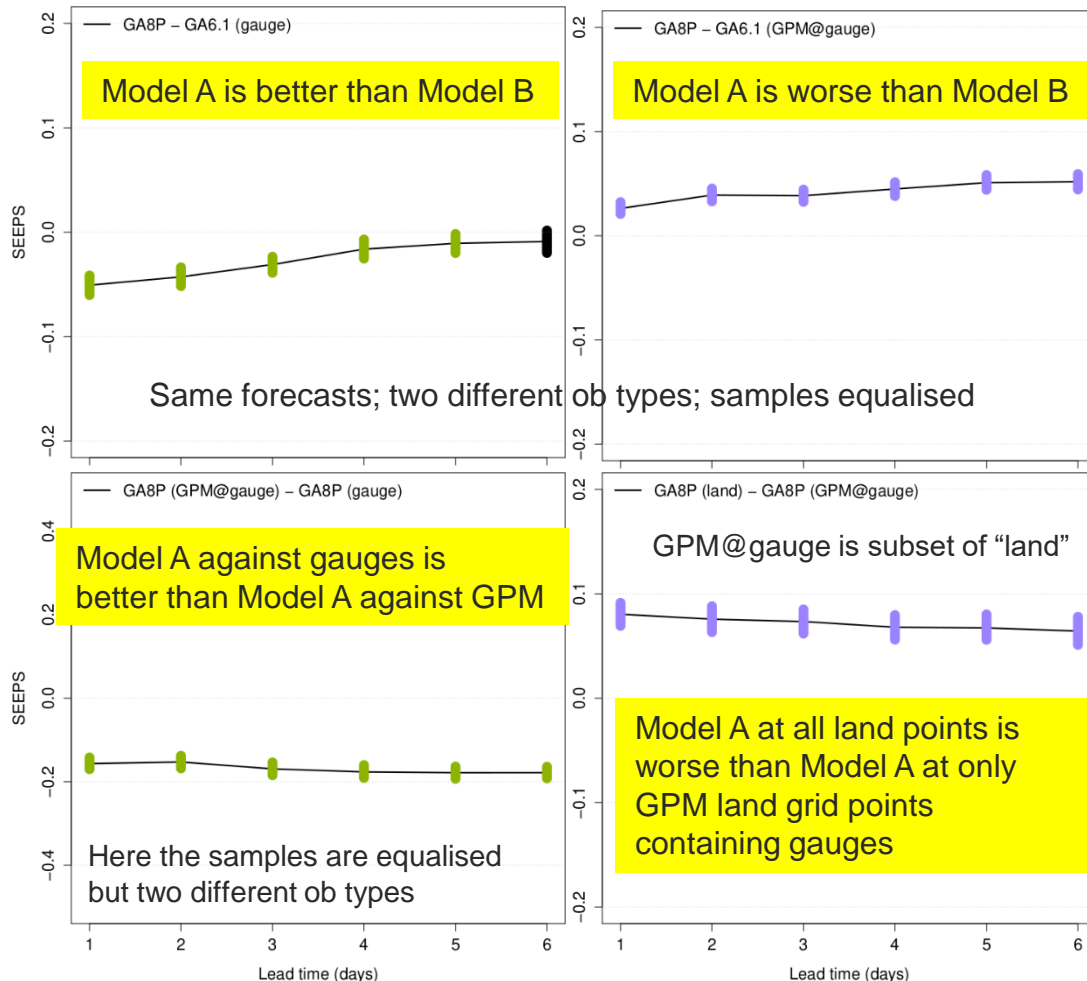 GA8P – GA6.1 (gauge)
Model A is better than Model B
0.2
0.1
0.0
−0.1
−0.2
SEEPS
GA8P – GA6.1 (GPM@gauge)
Model A is worse than Model B
0.2
0.1
0.0
−0.1
−0.2
Same forecasts; two different ob types; samples equalised
1 2 3 4 5 6
GA8P (GPM@gauge) – GA8P (gauge)
Model A against gauges is
better than Model A against GPM
0.4
0.2
0.0
−0.2
−0.4
SEEPS
Here the samples are equalised
but two different ob types
1 2 3 4 5 6
Lead time (days)
GA8P (land) – GA8P (GPM@gauge)
GPM@gauge is subset of “land”
0.2
0.1
0.0
−0.1
−0.2
Model A at all land points is
worse than Model A at only
GPM land grid points
containing gauges
1 2 3 4 5 6
Lead time (days)